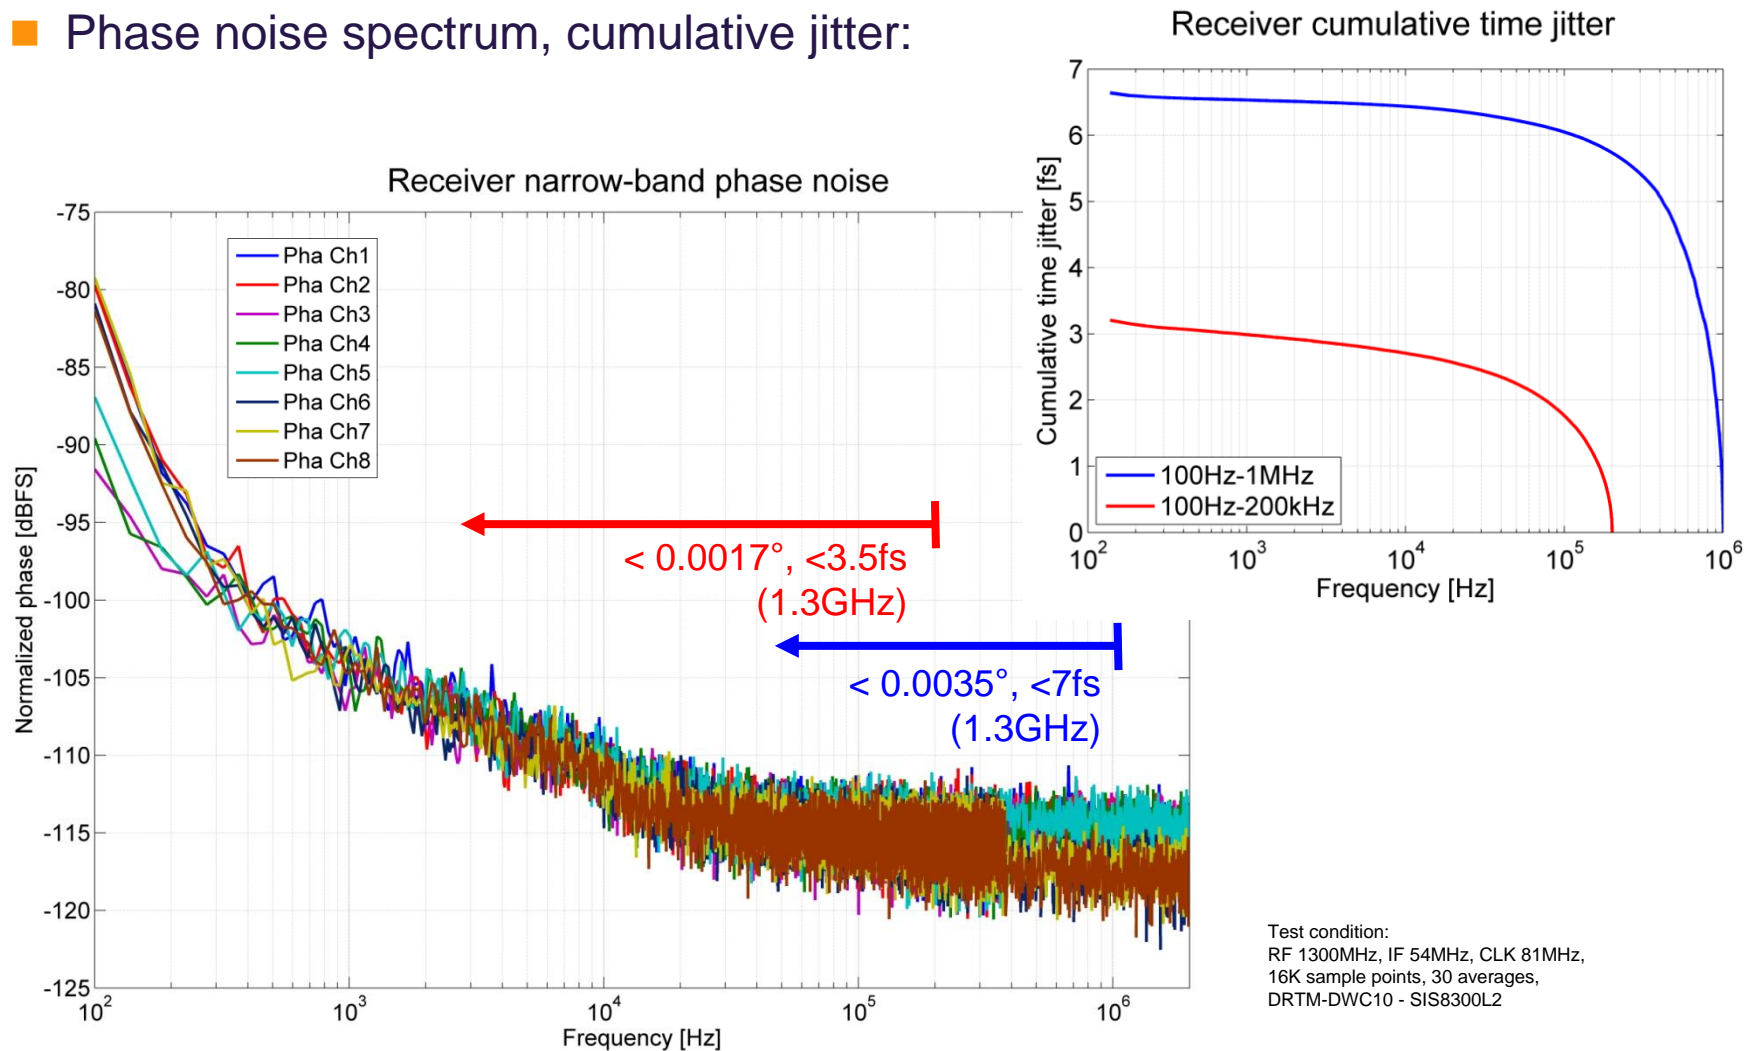 Phase noise spectrum, cumulative jitter:
Receiver cumulative time jitter
7
6
5
4
3
2
1
0
Cumulative time jitter [fs]
100Hz-1MHz
100Hz-200kHz
10^2
10^3
10^4
10^5
10^6
Frequency [Hz]
Receiver narrow-band phase noise
-75
-80
-85
-90
-95
-100
-105
-110
-115
-120
-125
Normalized phase [dBFS]
Pha Ch1
Pha Ch2
Pha Ch3
Pha Ch4
Pha Ch5
Pha Ch6
Pha Ch7
Pha Ch8
< 0.0017°, <3.5fs
(1.3GHz)
< 0.0035°, <7fs
(1.3GHz)
10^2
10^3
10^4
10^5
10^6
Frequency [Hz]
Test condition:
RF 1300MHz, IF 54MHz, CLK 81MHz,
16K sample points, 30 averages,
DRTM-DWC10 - SIS8300L2